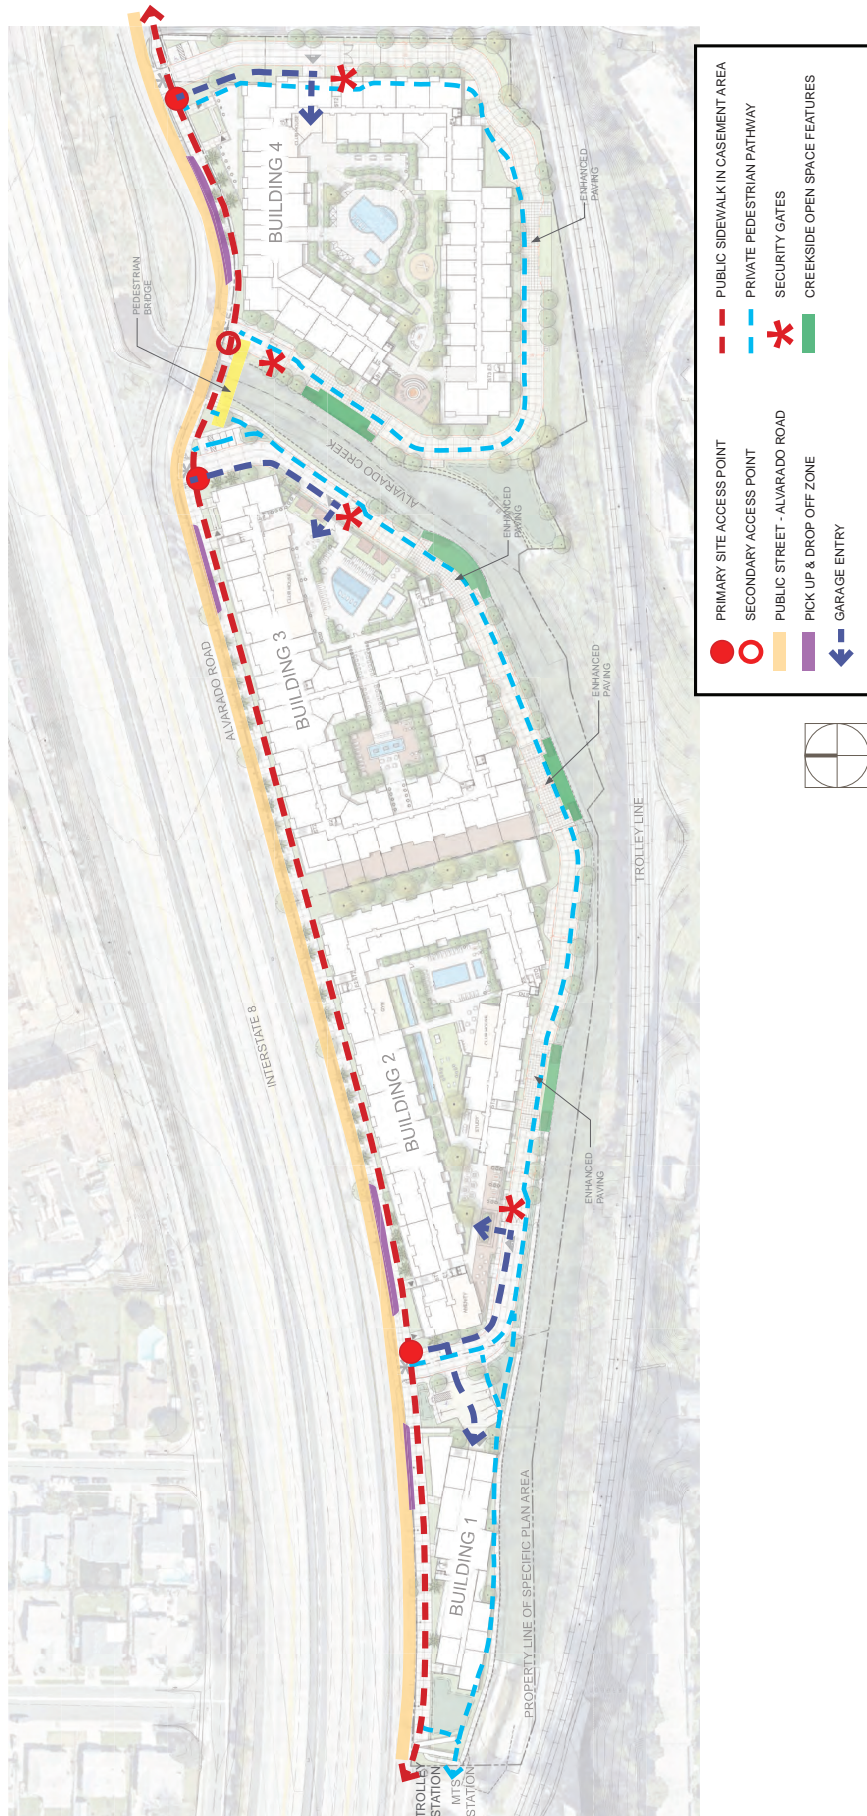 TROLLEY
STATION
MTS
STATION
BUILDING 1
PROPERTY LINE OF SPECIFIC PLAN AREA
BUILDING 2
INTERSTATE 8
ENHANCED
PAVING
AMENITY
STUDY
BUILDING 3
ALVARADO ROAD
TROLLEY LINE
ENHANCED
PAVING
ENHANCED
PAVING
ALVARADO CREEK
PEDESTRIAN
BRIDGE
BUILDING 4
ENHANCED
PAVING
PRIMARY SITE ACCESS POINT
SECONDARY ACCESS POINT
PUBLIC STREET - ALVARADO ROAD
PICK UP & DROP OFF ZONE
GARAGE ENTRY
PUBLIC SIDEWALK IN CASEMENT AREA
PRIVATE PEDESTRIAN PATHWAY
SECURITY GATES
CREEKSIDE OPEN SPACE FEATURES